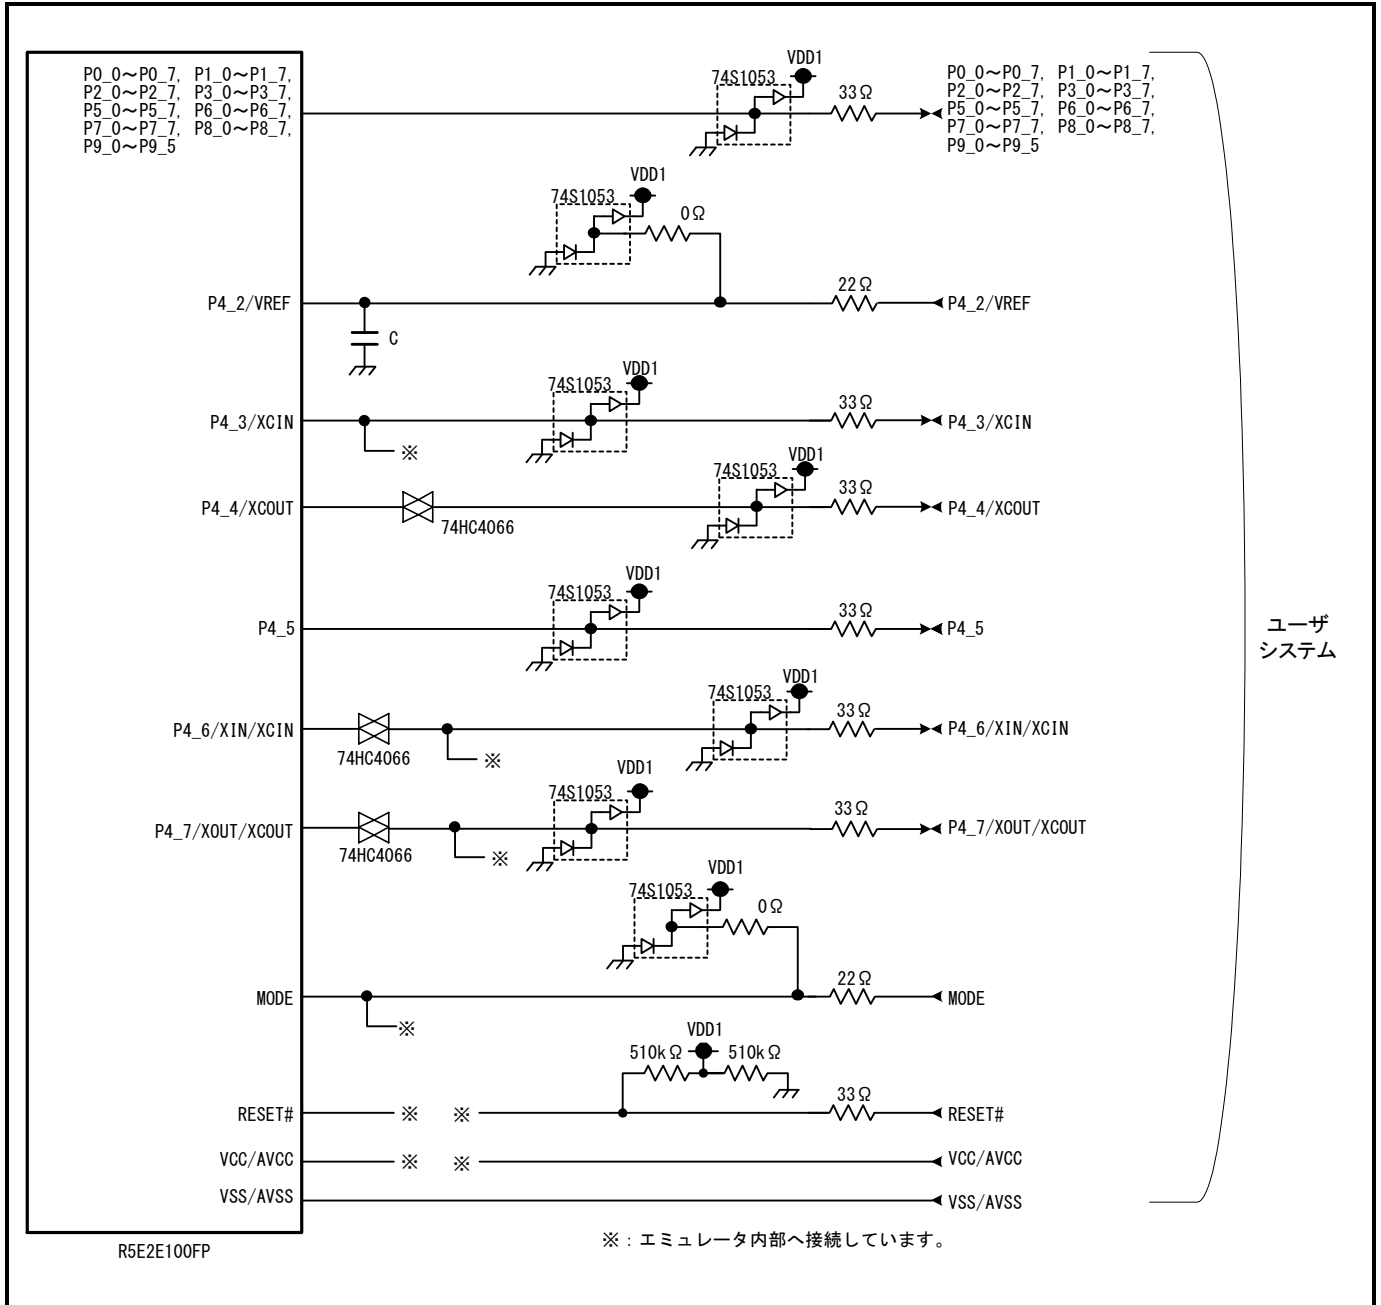 VDD1
74S1053
P0_0～P0_7, P1_0～P1_7,
P2_0～P2_7, P3_0～P3_7,
P5_0～P5_7, P6_0～P6_7,
P7_0～P7_7, P8_0～P8_7,
P9_0～P9_5
33Ω
P0_0～P0_7, P1_0～P1_7,
P2_0～P2_7, P3_0～P3_7,
P5_0～P5_7, P6_0～P6_7,
P7_0～P7_7, P8_0～P8_7,
P9_0～P9_5
VDD1
74S1053
0Ω
22Ω
P4_2/VREF
P4_2/VREF
C
VDD1
74S1053
33Ω
P4_3/XCIN
P4_3/XCIN
※
VDD1
74S1053
33Ω
P4_4/XCOUT
P4_4/XCOUT
74HC4066
VDD1
74S1053
33Ω
P4_5
P4_5
ユーザ
システム
VDD1
74S1053
33Ω
P4_6/XIN/XCIN
P4_6/XIN/XCIN
74HC4066
※
VDD1
74S1053
33Ω
P4_7/XOUT/XCOUT
P4_7/XOUT/XCOUT
74HC4066
※
VDD1
74S1053
0Ω
22Ω
MODE
MODE
※
VDD1
510kΩ
510kΩ
33Ω
RESET#
※
※
RESET#
VCC/AVCC
※
※
VCC/AVCC
VSS/AVSS
VSS/AVSS
※：エミュレータ内部へ接続しています。
R5E2E100FP